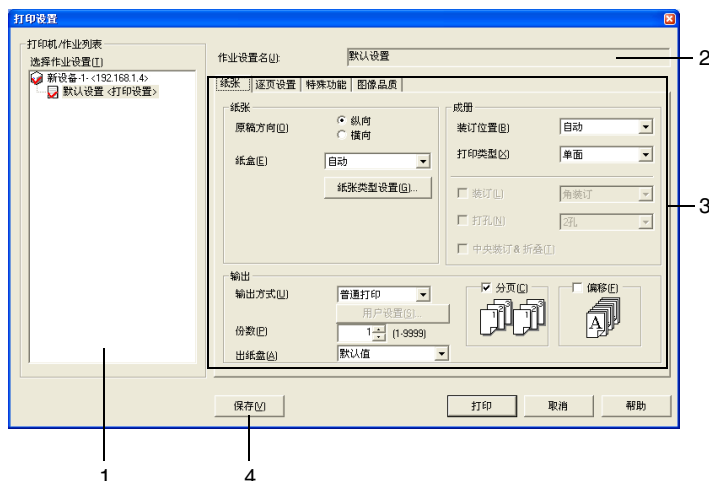 打印设置
打印机/作业列表
选择作业设置(T)
新设备-1-<192.168.1.4>
默认设置 <打印设置>
作业设置名(J):
默认设置
2
纸张 逐页设置 特殊功能 图像品质
纸张
原稿方向(O)
纵向
横向
纸盒(E)
自动
纸张类型设置(G)...
成册
装订位置(B)
自动
打印类型(X)
单面
装订(L)
角装订
打孔(N)
2孔
中央装订& 折叠(I)
3
输出
输出方式(U)
普通打印
用户设置(S)...
份数(P)
1
(1-9999)
出纸盘(A)
默认值
分页(C)
1 2 3
1 2 3
偏移(F)
A
保存(V)
打印
取消
帮助
1
4